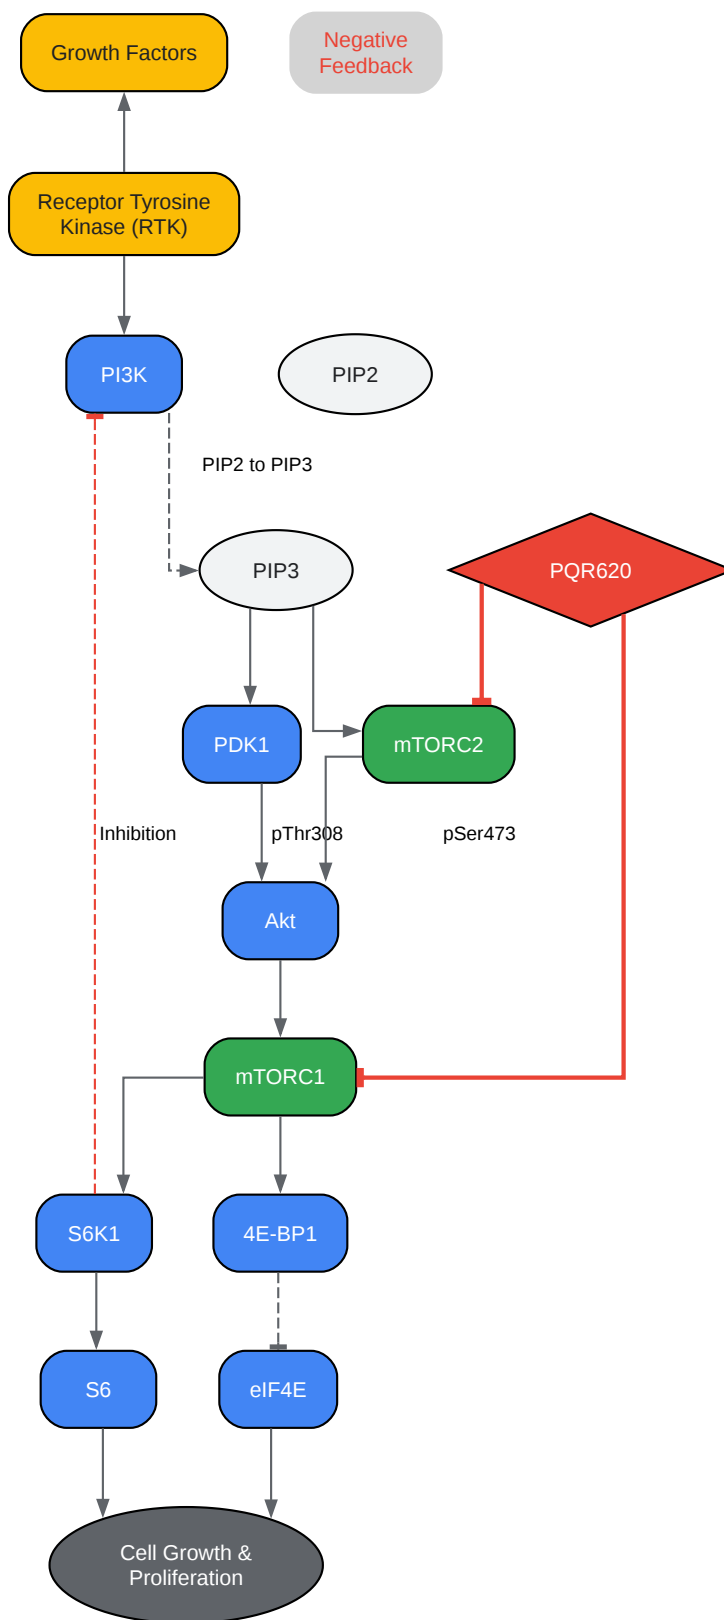 Growth Factors
Negative
Feedback
Receptor Tyrosine
Kinase (RTK)
PI3K
PIP2
PIP2 to PIP3
PIP3
PQR620
PDK1
mTORC2
Inhibition
pThr308
pSer473
Akt
mTORC1
S6K1
4E-BP1
S6
eIF4E
Cell Growth &
Proliferation